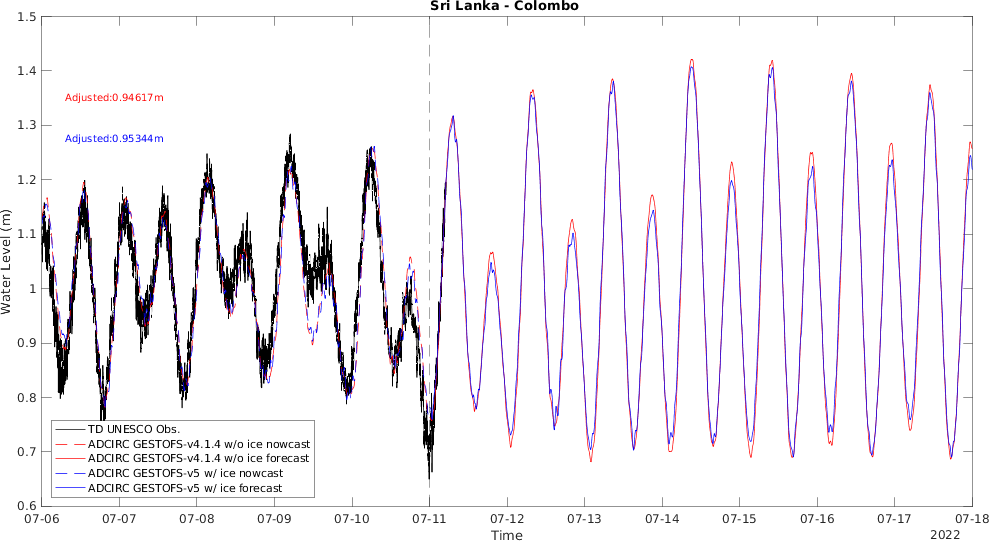 Sri Lanka - Colombo
1.5
1.4
1.3
1.2
1.1
1
0.9
0.8
0.7
0.6
Water Level (m)
Adjusted:0.94617m
Adjusted:0.95344m
TD UNESCO Obs.
ADCIRC GESTOFS-v4.1.4 w/o ice nowcast
ADCIRC GESTOFS-v4.1.4 w/o ice forecast
ADCIRC GESTOFS-v5 w/ ice nowcast
ADCIRC GESTOFS-v5 w/ ice forecast
07-06 07-07 07-08 07-09 07-10 07-11 07-12 07-13 07-14 07-15 07-16 07-17 07-18
Time
2022